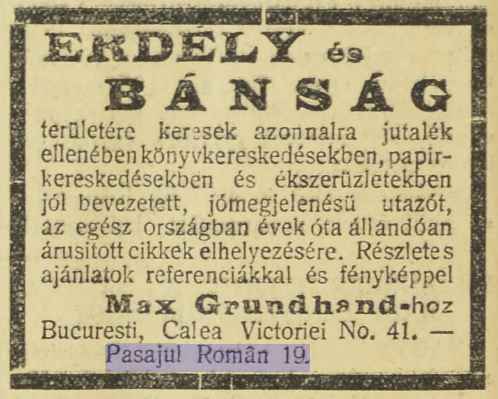 ERDÉLY és
BÁNSÁG
területére keresek azonnalra jutalék
ellenében könyvkereskedésekben, papir-
kereskedésekben és ékszerüzletekben
jól bevezetett, jómegjelenésü utazót,
az egész országban évek óta állandóan
árusitott cikkek elhelyezésére. Részletes
ajánlatok referenciákkal és fényképpel
Max Grundhand-hoz
Bucuresti, Calea Victoriei No. 41. —
Pasajul Român 19.